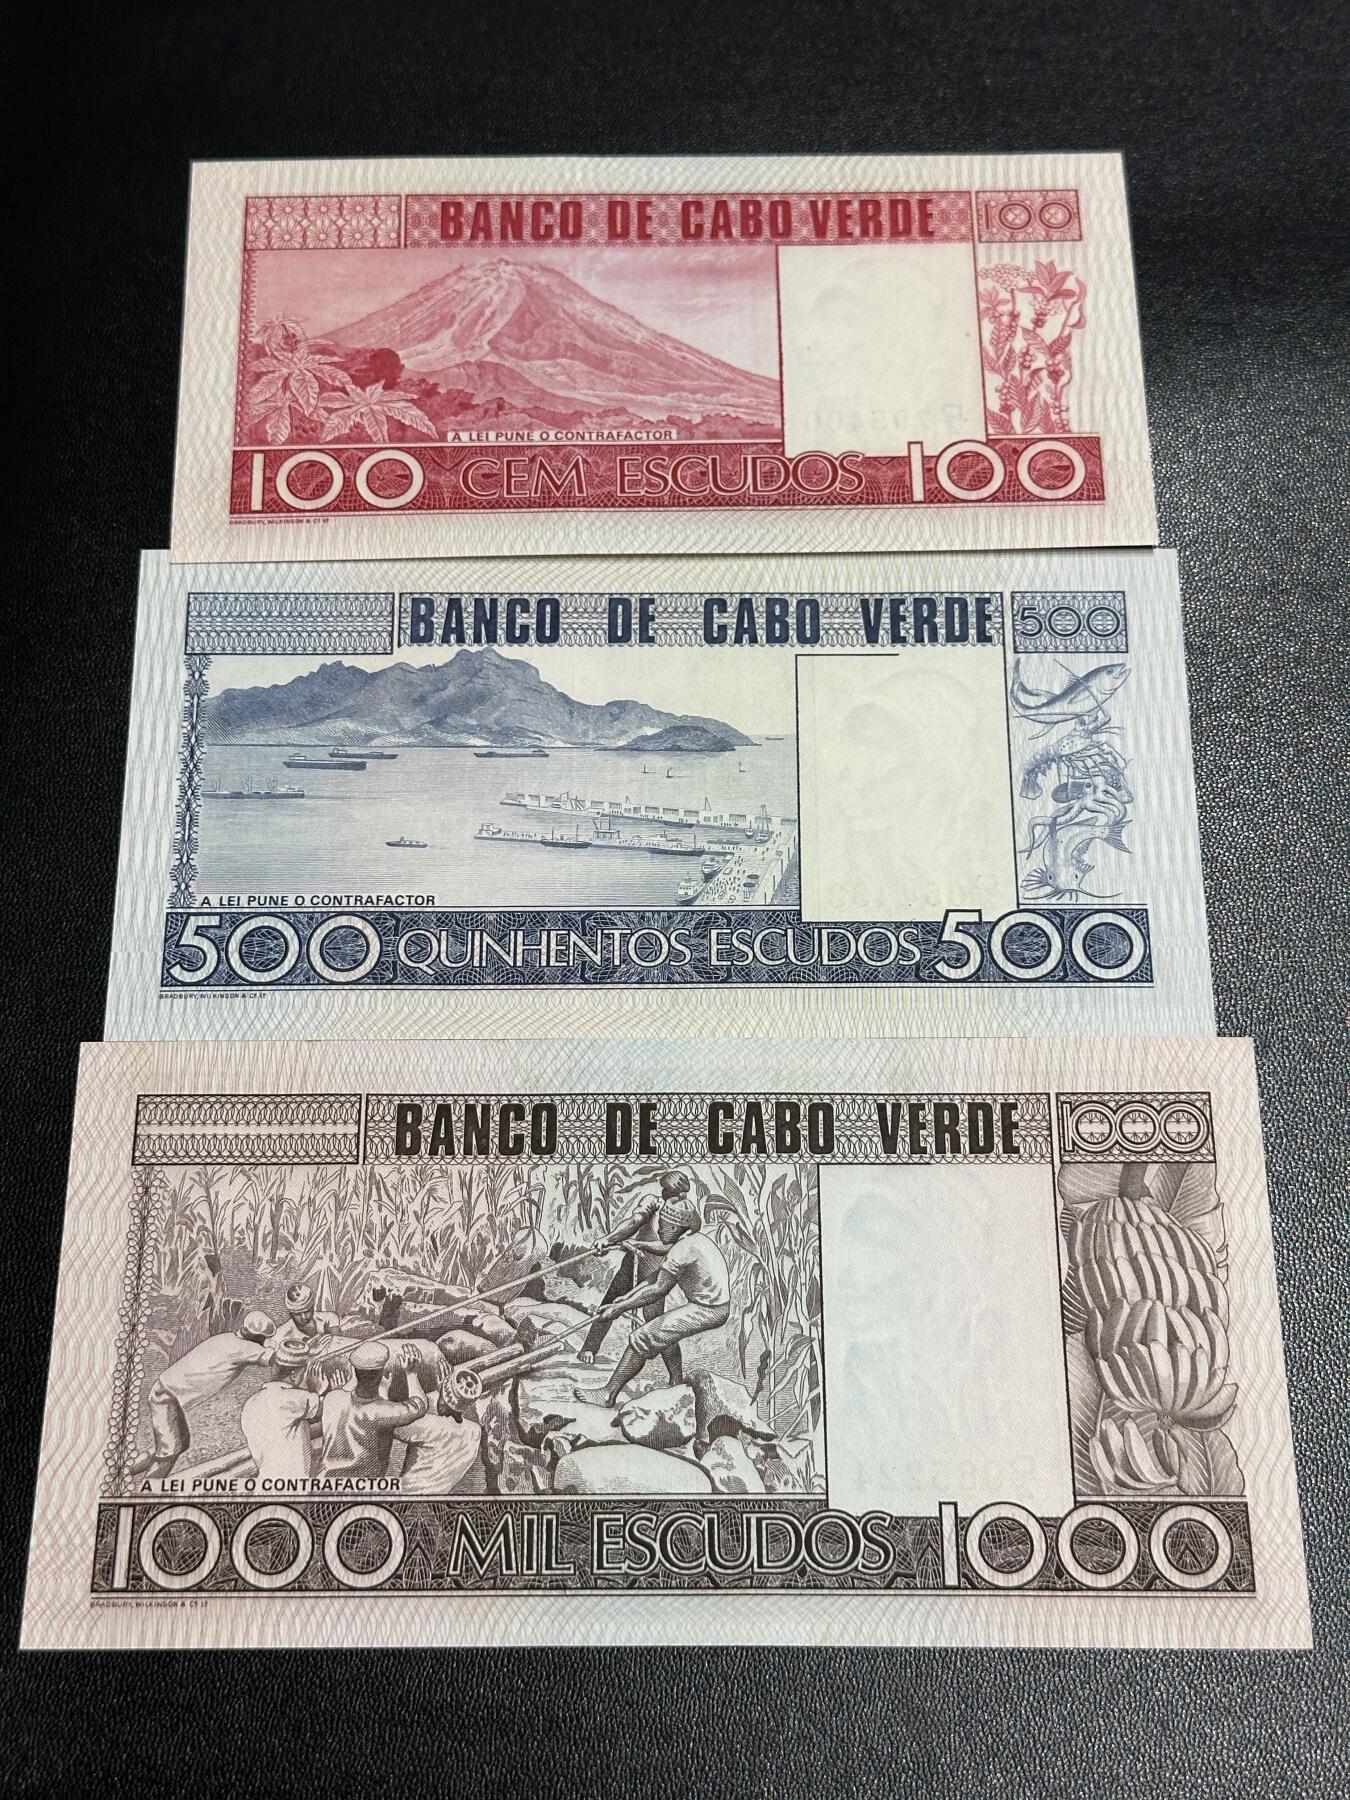 BANCO DE CABO VERDE 100
A LEI PUNE O CONTRAFACTOR
100 CEM ESCUDOS 100
BRADBURY, WILKINSON & Cº Lº
BANCO DE CABO VERDE 500
A LEI PUNE O CONTRAFACTOR
500 QUINHENTOS ESCUDOS 500
BRADBURY, WILKINSON & Cº Lº
BANCO DE CABO VERDE 1000
A LEI PUNE O CONTRAFACTOR
1000 MIL ESCUDOS 1000
BRADBURY, WILKINSON & Cº Lº